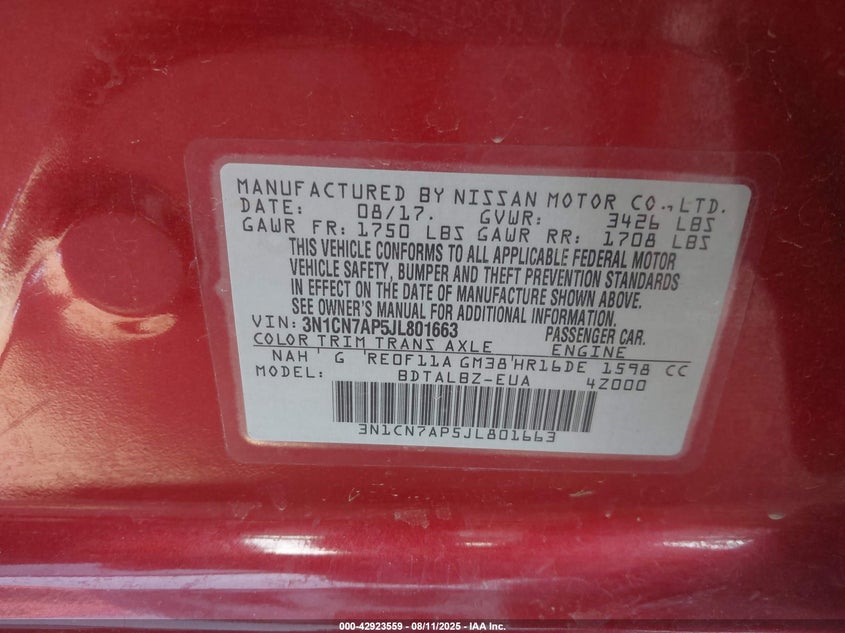 MANUFACTURED BY NISSAN MOTOR CO., LTD.
DATE: 08/17. GVWR: 3426 LBS
GAWR FR: 1750 LBS GAWR RR: 1708 LBS
THIS VEHICLE CONFORMS TO ALL APPLICABLE FEDERAL MOTOR
VEHICLE SAFETY, BUMPER AND THEFT PREVENTION STANDARDS
IN EFFECT ON THE DATE OF MANUFACTURE SHOWN ABOVE.
SEE OWNER'S MANUAL FOR ADDITIONAL INFORMATION.
VIN: 3N1CN7AP5JL801663 PASSENGER CAR.
COLOR TRIM TRANS AXLE ENGINE
NAH G RE0F11A GM38 HR16DE 1598 CC
MODEL: BDTALBZ-EUA 4Z000
3N1CN7AP5JL801663
000-42923559 - 08/11/2025 - IAA Inc.